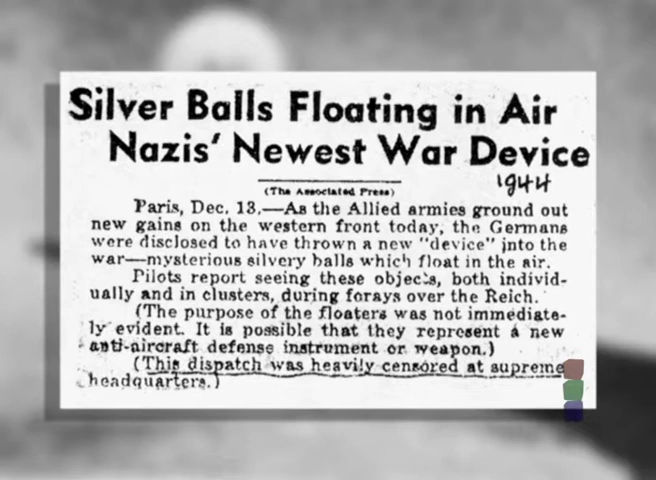 Silver Balls Floating in Air
Nazis' Newest War Device
1944
(The Associated Press)
Paris, Dec. 13.—As the Allied armies ground out
new gains on the western front today, the Germans
were disclosed to have thrown a new "device" into the
war—mysterious silvery balls which float in the air.
Pilots report seeing these objects, both individ-
ually and in clusters, during forays over the Reich.
(The purpose of the floaters was not immediate-
ly evident. It is possible that they represent a new
anti-aircraft defense instrument or weapon.)
(This dispatch was heavily censored at supreme
headquarters.)